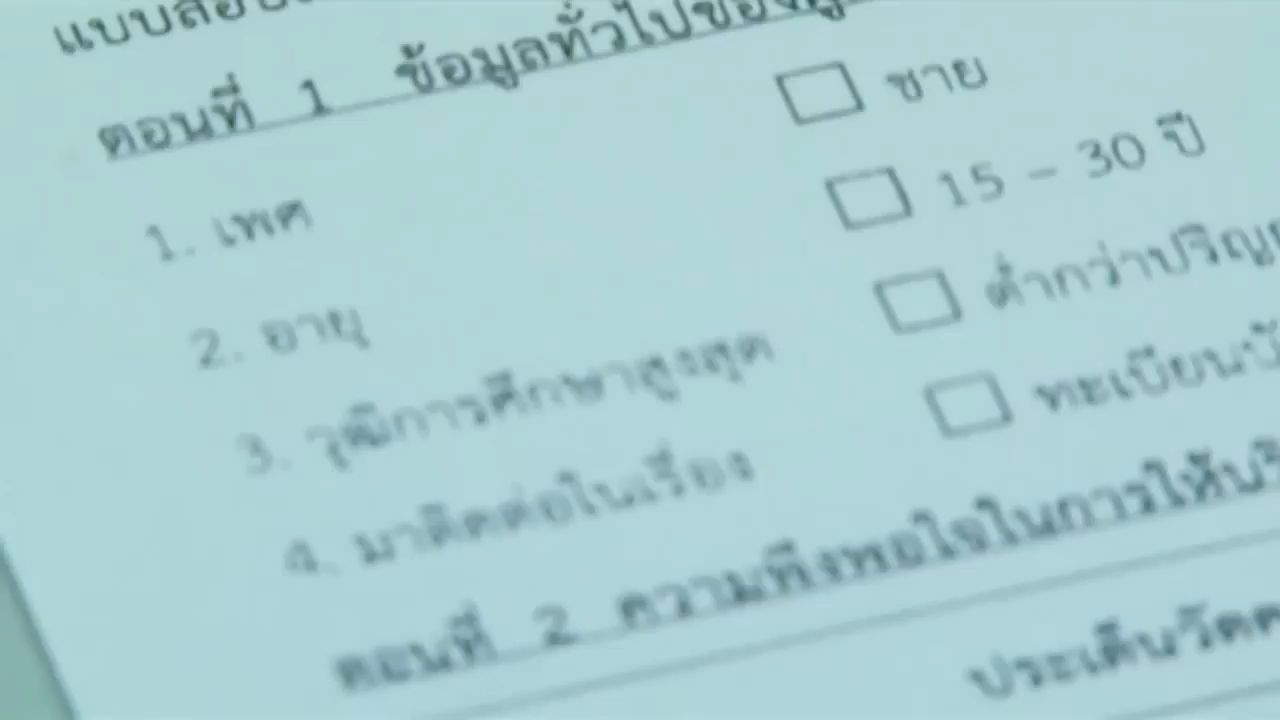 ตอนที่ 1 ข้อมูลทั่วไปของ
1. เพศ ☐ ชาย
2. อายุ ☐ 15 – 30 ปี
3. วุฒิการศึกษาสูงสุด ☐ ต่ำกว่าปริญ
4. มาติดต่อในเรื่อง ☐ ทะเบียน
ตอนที่ 2 ความพึงพอใจในการให้บริ
ประเด็นวัด